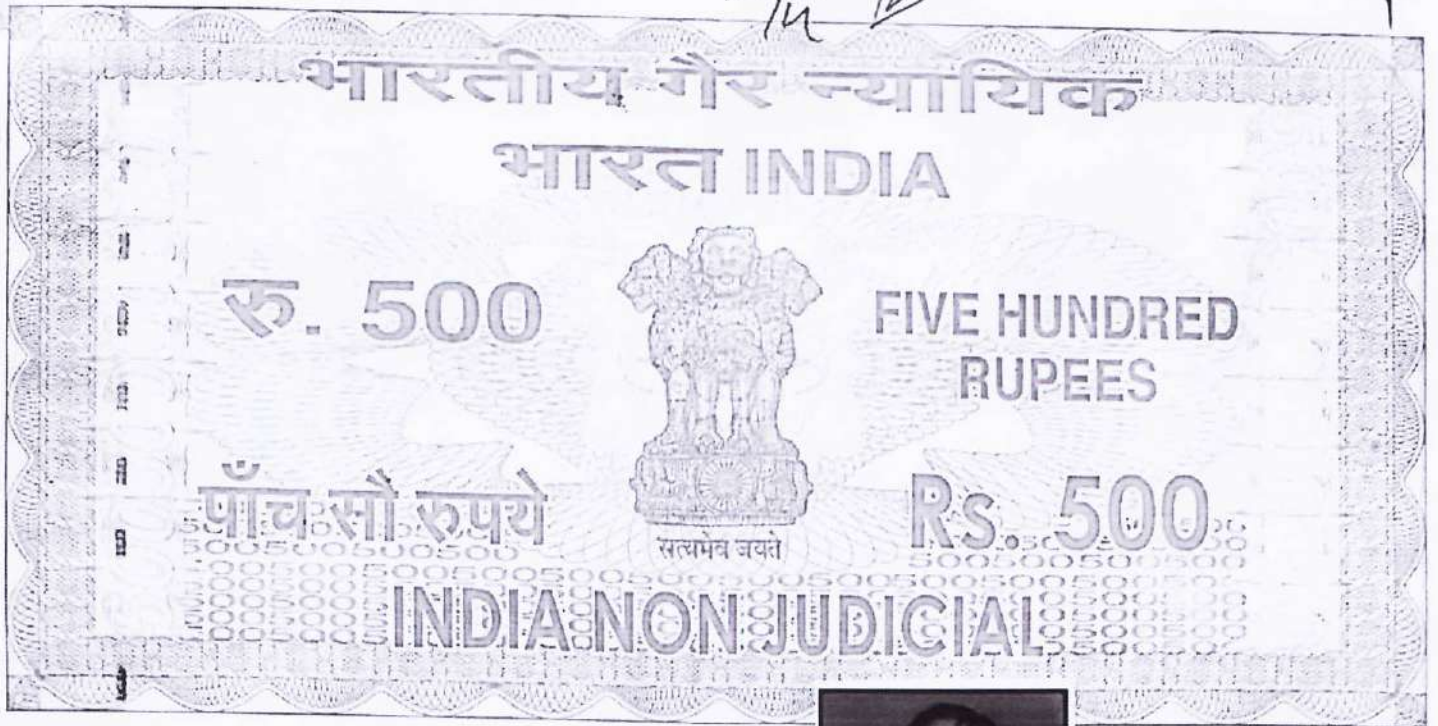 भारतीय गैर न्यायिक
भारत INDIA
रु. 500
FIVE HUNDRED
RUPEES
पाँच सौ रुपये
Rs. 500
सत्यमेव जयते
INDIA NON JUDICIAL